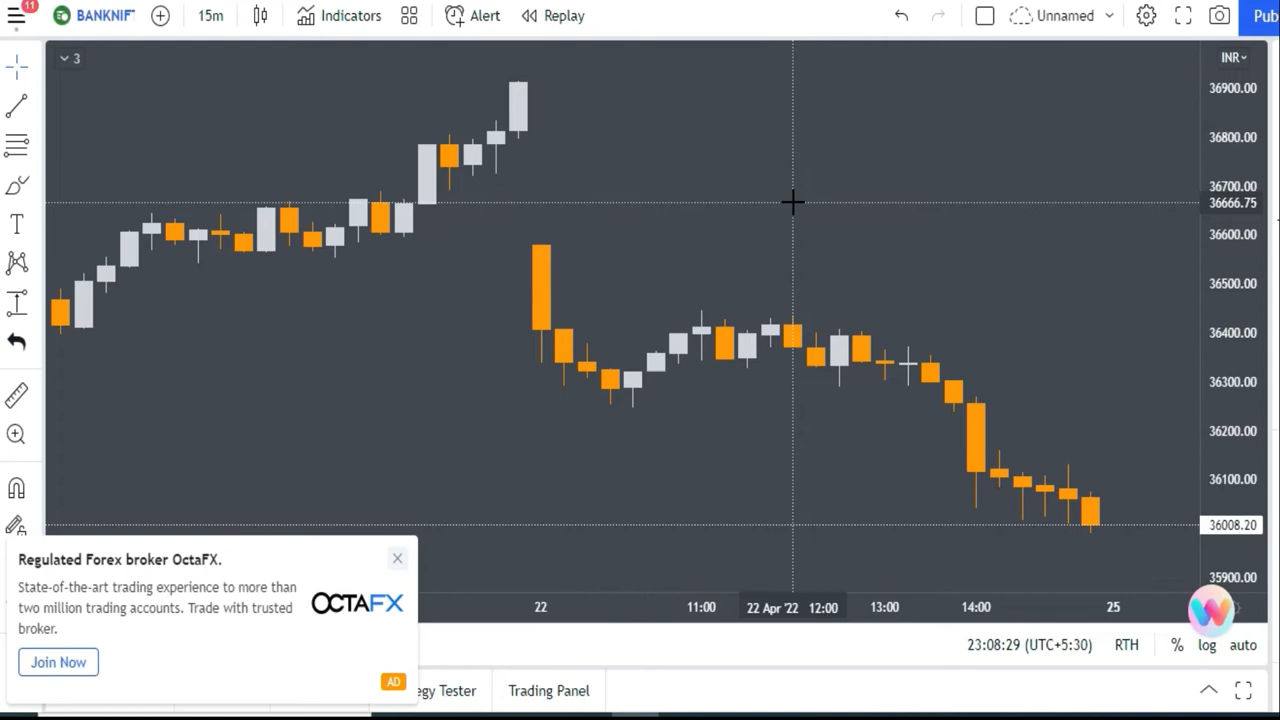 11
BANKNIF
15m
Indicators
Alert
Replay
Unnamed
Pub
3
INR
36900.00
36800.00
36700.00
36666.75
36600.00
36500.00
36400.00
36300.00
36200.00
36100.00
36008.20
35900.00
Regulated Forex broker OctaFX.
State-of-the-art trading experience to more than
two million trading accounts. Trade with trusted
broker.
OCTAFX
Join Now
AD
22
11:00
22 Apr '22 12:00
13:00
14:00
25
23:08:29 (UTC+5:30)
RTH
%
log
auto
egy Tester
Trading Panel